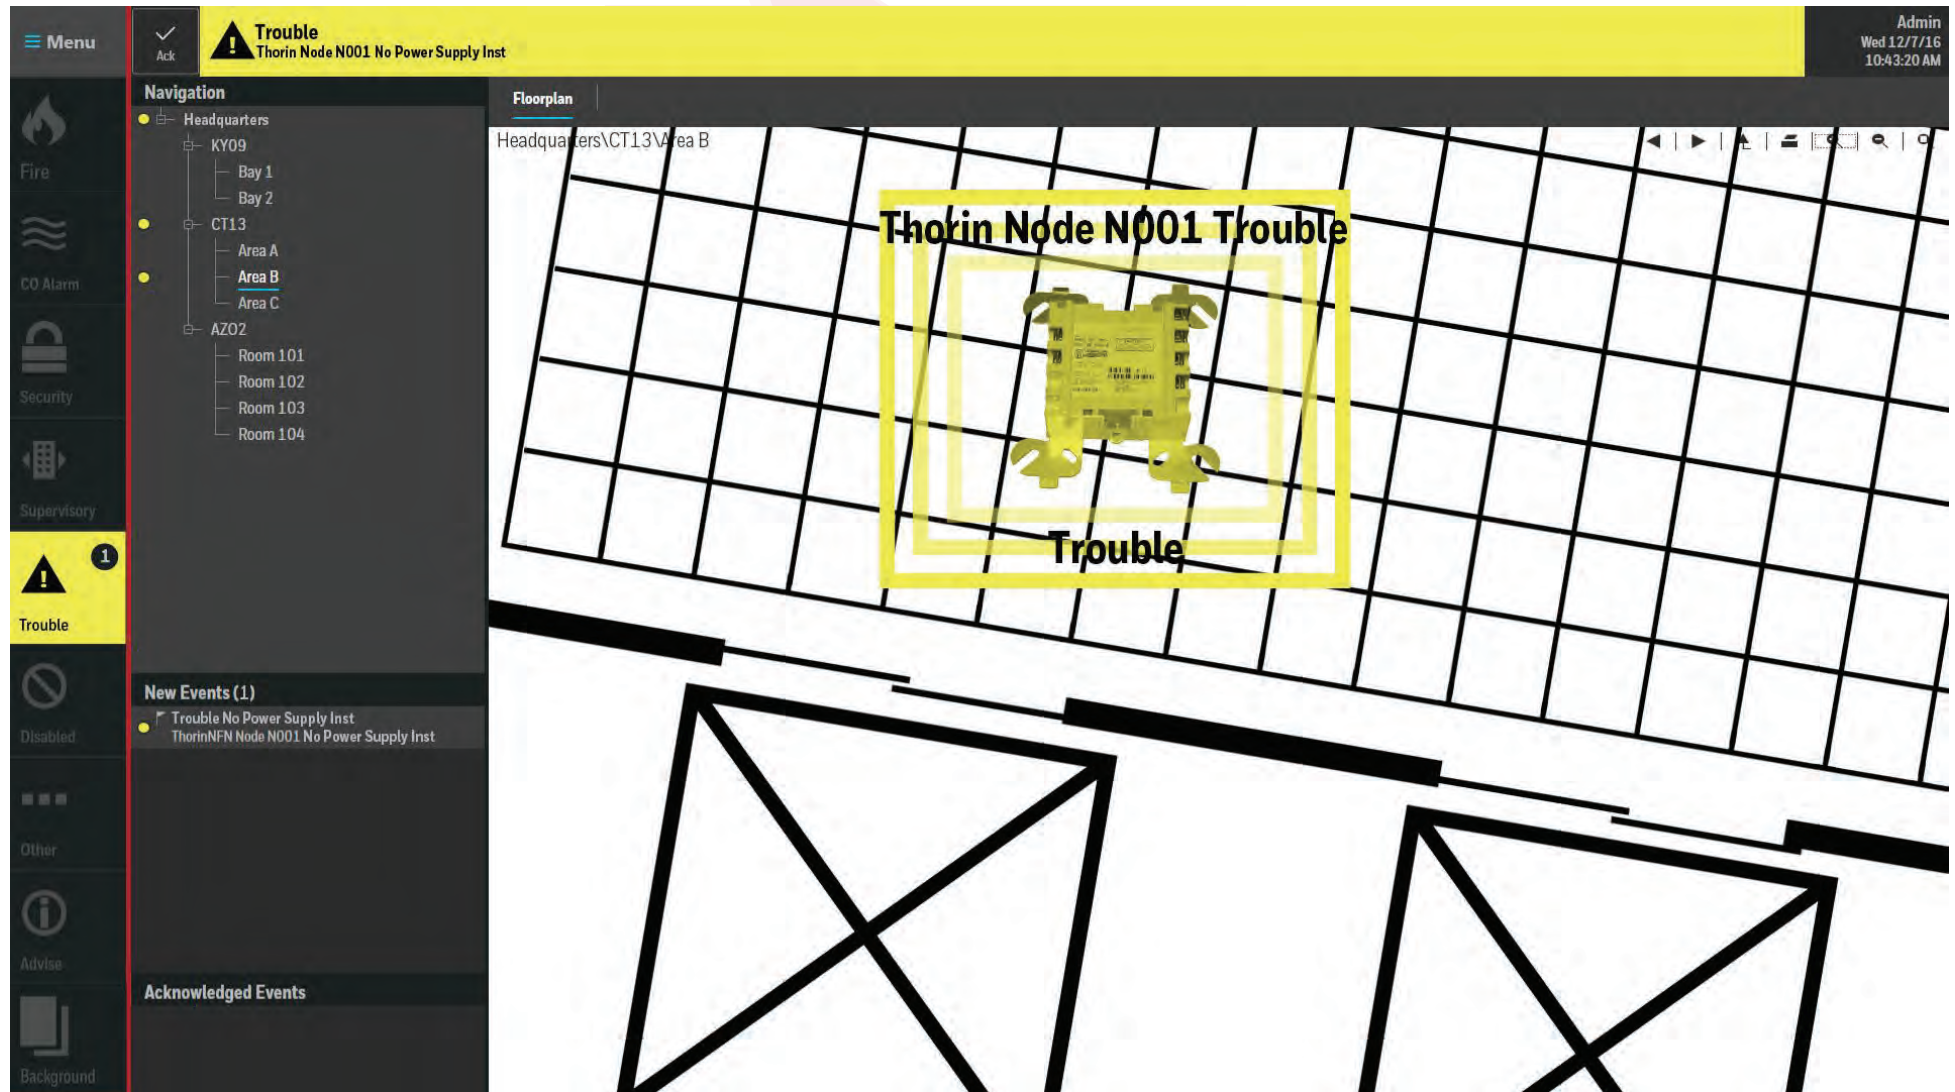 Menu
Ack
Trouble
Thorin Node N001 No Power Supply Inst
Admin
Wed 12/7/16
10:43:20 AM
Fire
CO Alarm
Security
Supervisory
1
Trouble
Disabled
Other
Advise
Background
Navigation
Headquarters
KY09
Bay 1
Bay 2
CT13
Area A
Area B
Area C
AZ02
Room 101
Room 102
Room 103
Room 104
New Events (1)
Trouble No Power Supply Inst
ThorinNFN Node N001 No Power Supply Inst
Acknowledged Events
Floorplan
Headquarters\CT13\Area B
Thorin Node N001 Trouble
Trouble